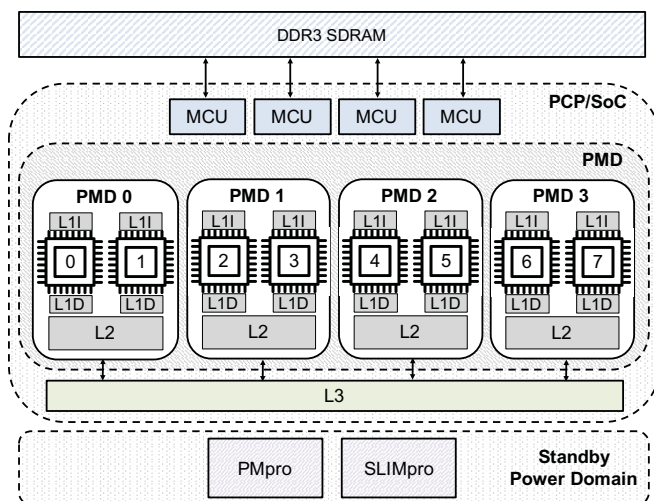 DDR3 SDRAM
PCP/SoC
MCU MCU MCU MCU
PMD
PMD 0 PMD 1 PMD 2 PMD 3
L1I L1I L1I L1I L1I L1I L1I L1I
0 1 2 3 4 5 6 7
L1D L1D L1D L1D L1D L1D L1D L1D
L2 L2 L2 L2
L3
PMpro SLIMpro
Standby
Power Domain